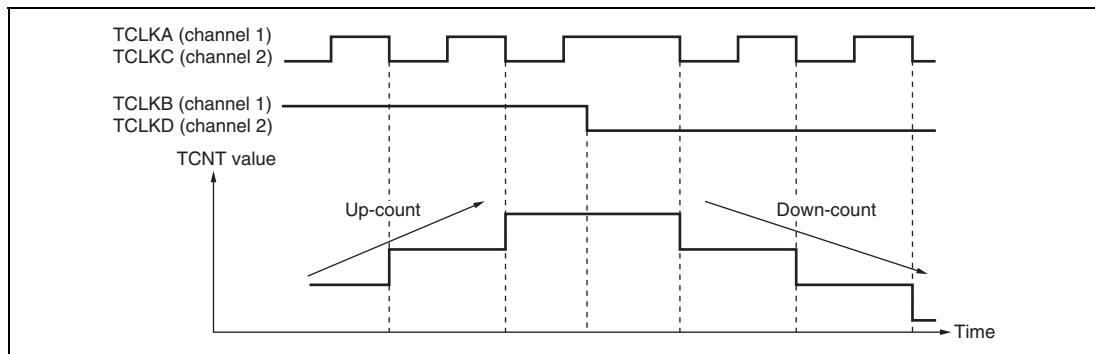 TCLKA (channel 1)
TCLKC (channel 2)
TCLKB (channel 1)
TCLKD (channel 2)
TCNT value
Up-count
Down-count
Time